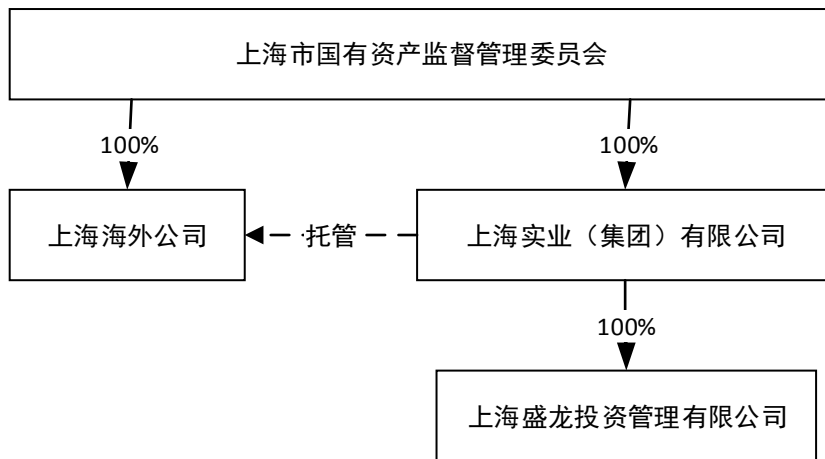 上海市国有资产监督管理委员会
100%
100%
上海海外公司
托管
上海实业（集团）有限公司
100%
上海盛龙投资管理有限公司